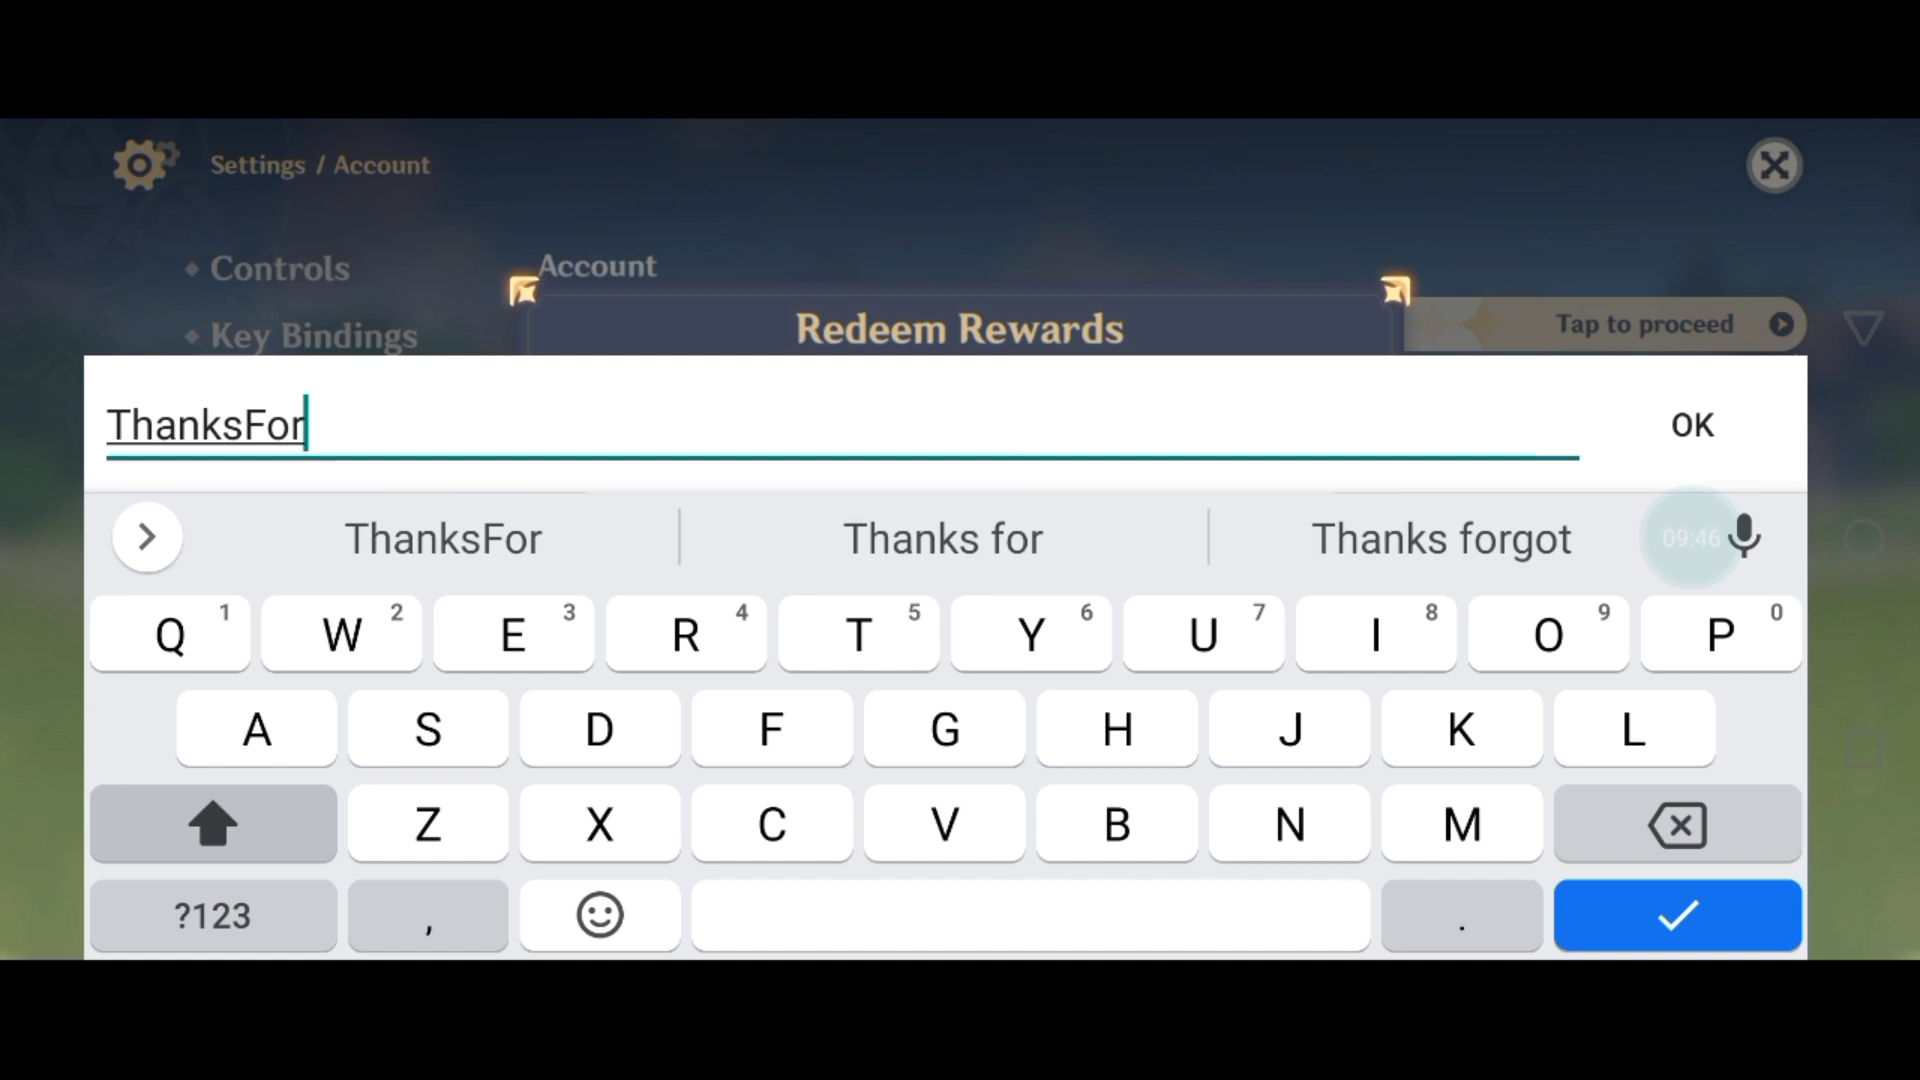 Settings / Account
Controls
Account
Key Bindings
Redeem Rewards
Tap to proceed
ThanksFor
OK
ThanksFor Thanks for Thanks forgot 09:46
Q 1 W 2 E 3 R 4 T 5 Y 6 U 7 I 8 O 9 P 0
A S D F G H J K L
Z X C V B N M
?123 , .